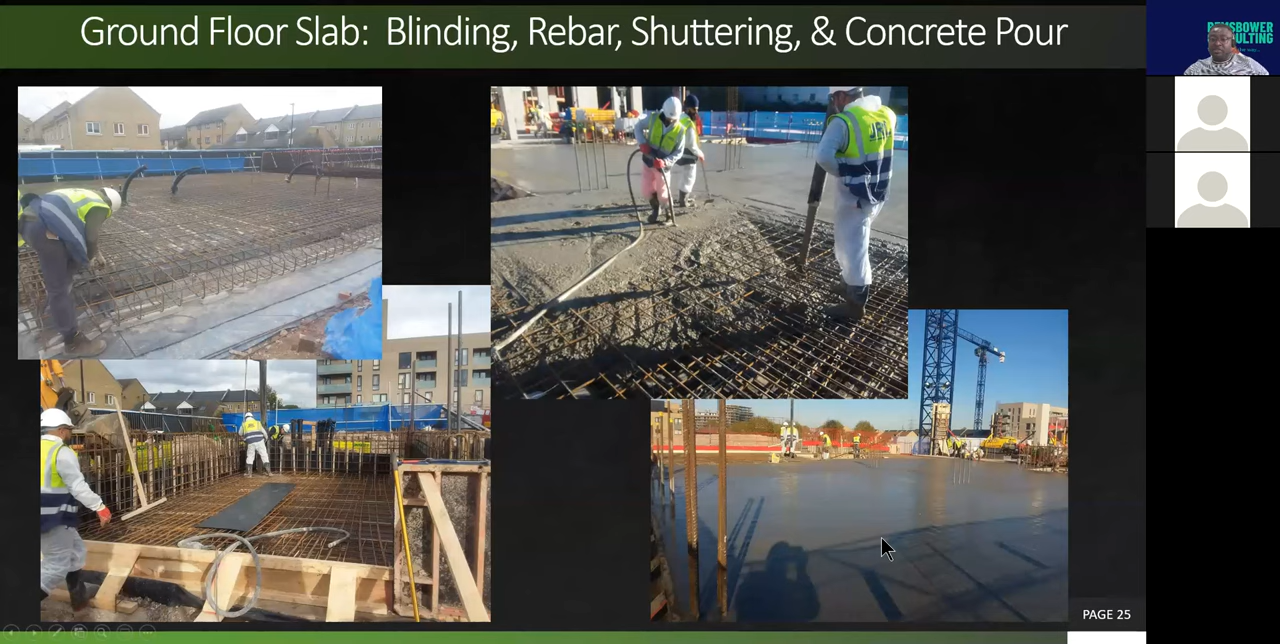 Ground Floor Slab: Blinding, Rebar, Shuttering, & Concrete Pour
PAGE 25